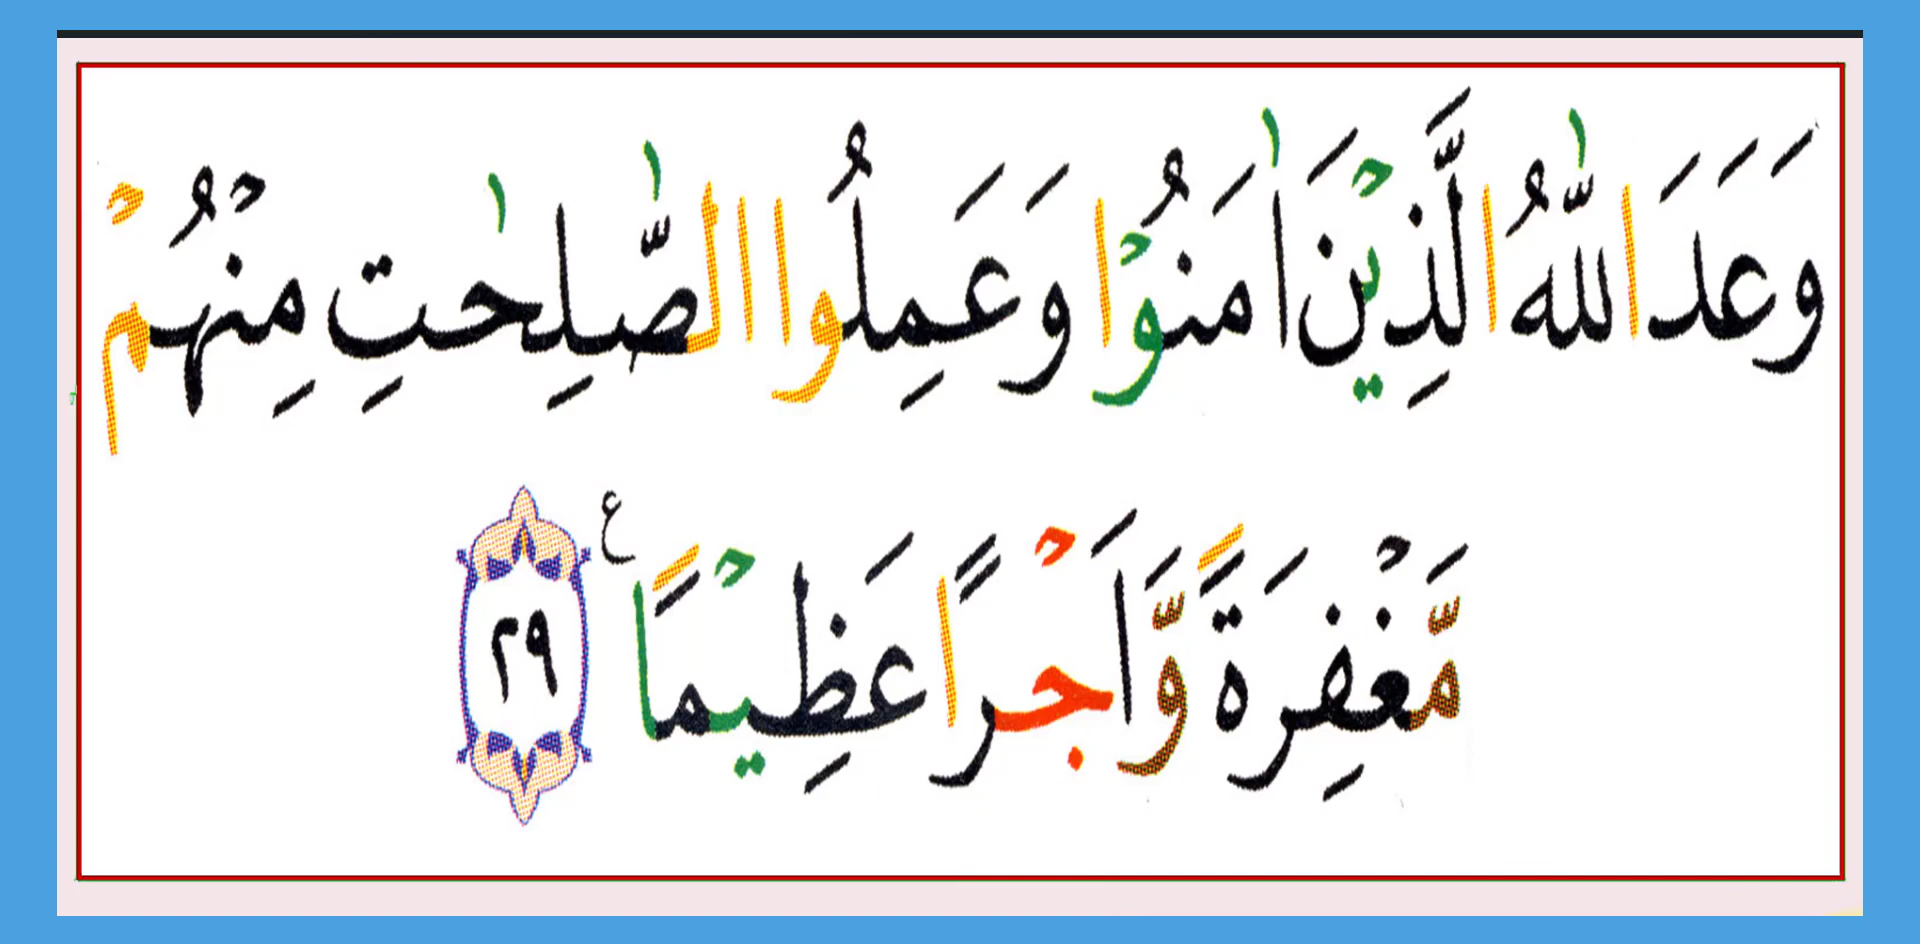 وَعَدَ اللّٰهُ الَّذِيْنَ اٰمَنُوْا وَعَمِلُوا الصّٰلِحٰتِ مِنْهُمْ
مَّغْفِرَةً وَّاَجْرًا عَظِيْمًا ع ٢٩